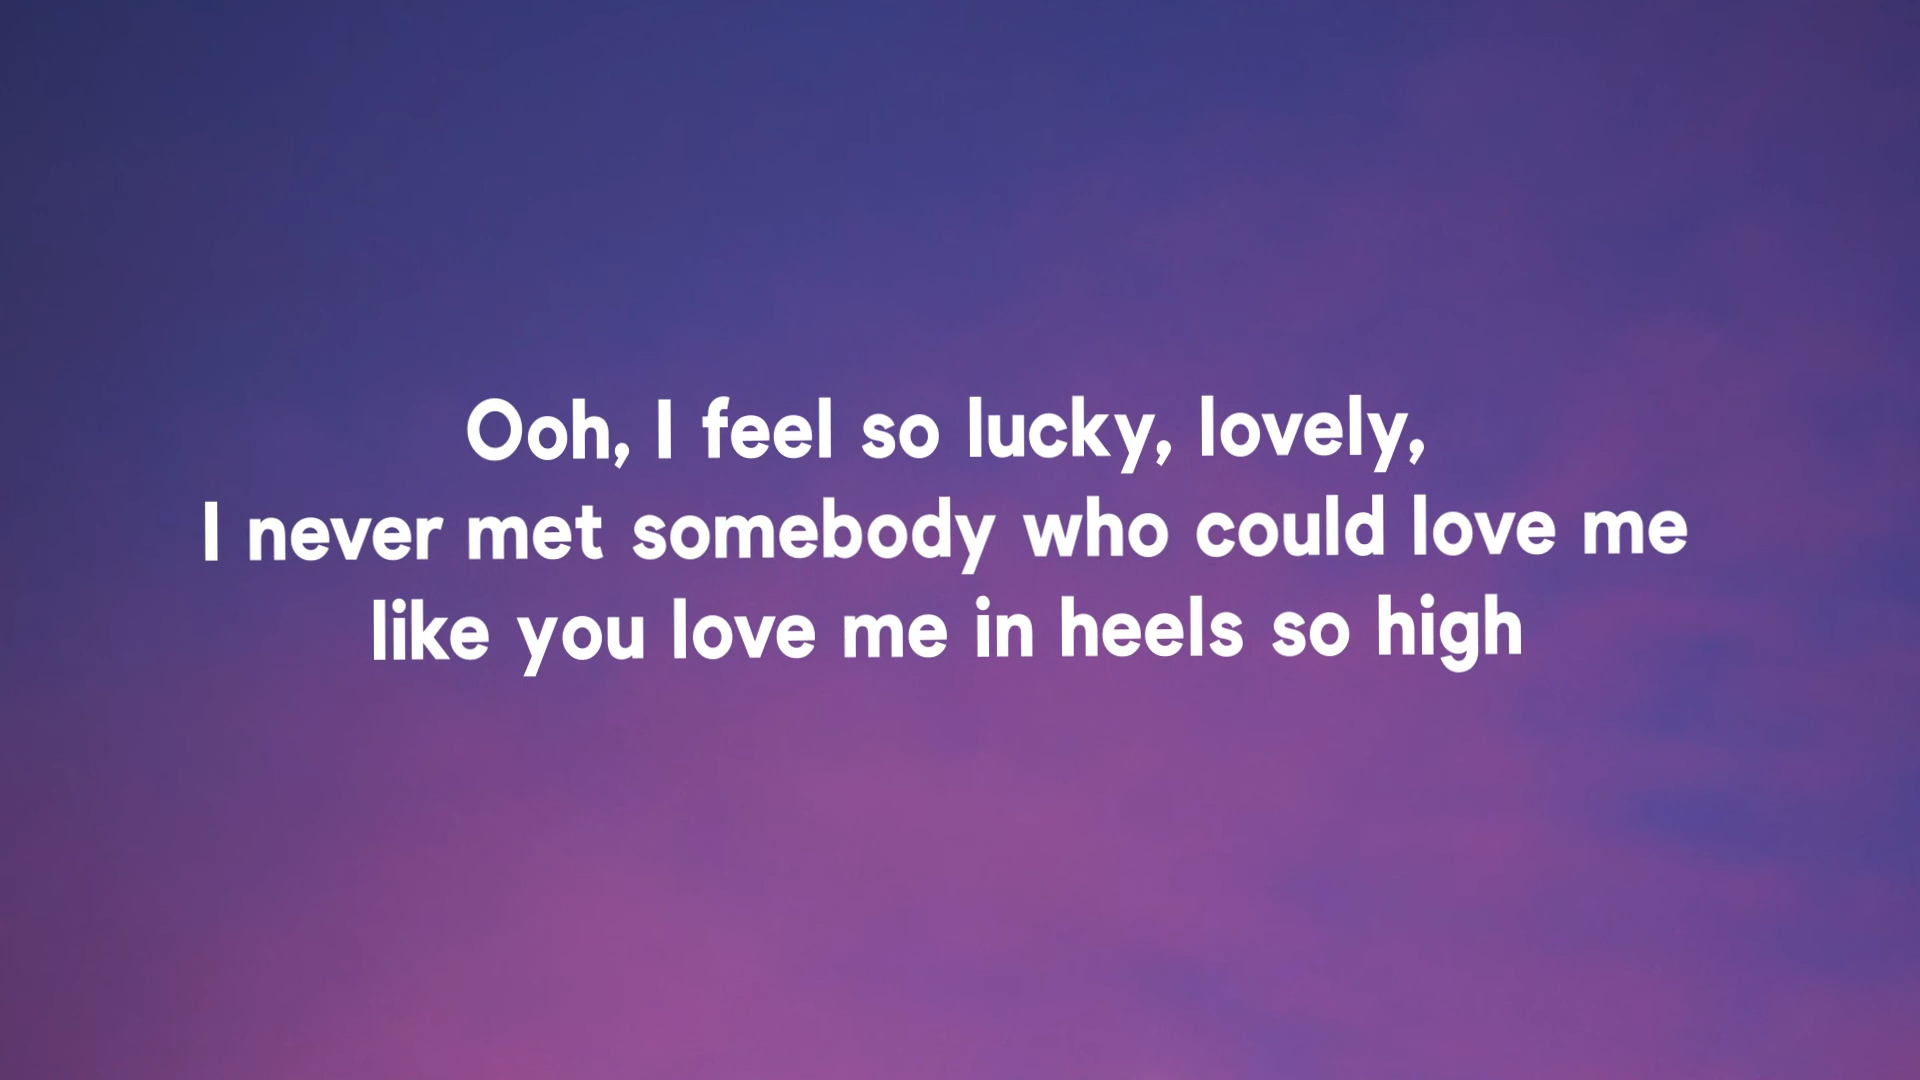 Ooh, I feel so lucky, lovely,
I never met somebody who could love me
like you love me in heels so high